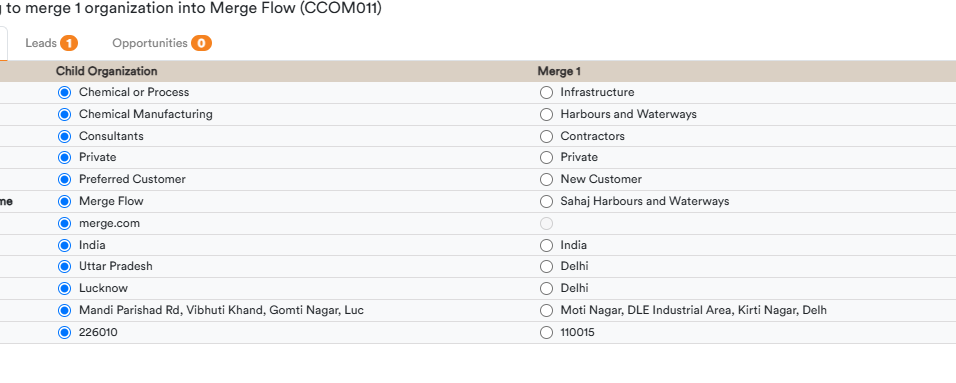 to merge 1 organization into Merge Flow (CCOM011)
Leads 1 Opportunities 0
Child Organization Merge 1
Chemical or Process Infrastructure
Chemical Manufacturing Harbours and Waterways
Consultants Contractors
Private Private
Preferred Customer New Customer
Merge Flow Sahaj Harbours and Waterways
merge.com
India India
Uttar Pradesh Delhi
Lucknow Delhi
Mandi Parishad Rd, Vibhuti Khand, Gomti Nagar, Luc Moti Nagar, DLE Industrial Area, Kirti Nagar, Delh
226010 110015